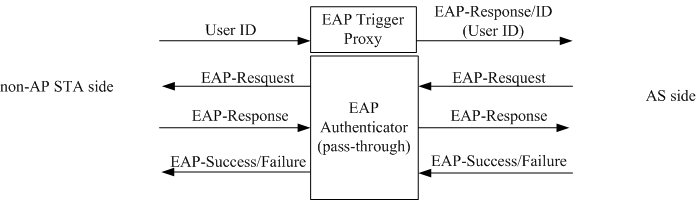 User ID
EAP Trigger
Proxy
EAP-Response/ID
(User ID)
non-AP STA side
EAP-Resquest
EAP-Response
EAP-Success/Failure
EAP
Authenticator
(pass-through)
EAP-Resquest
EAP-Response
EAP-Success/Failure
AS side